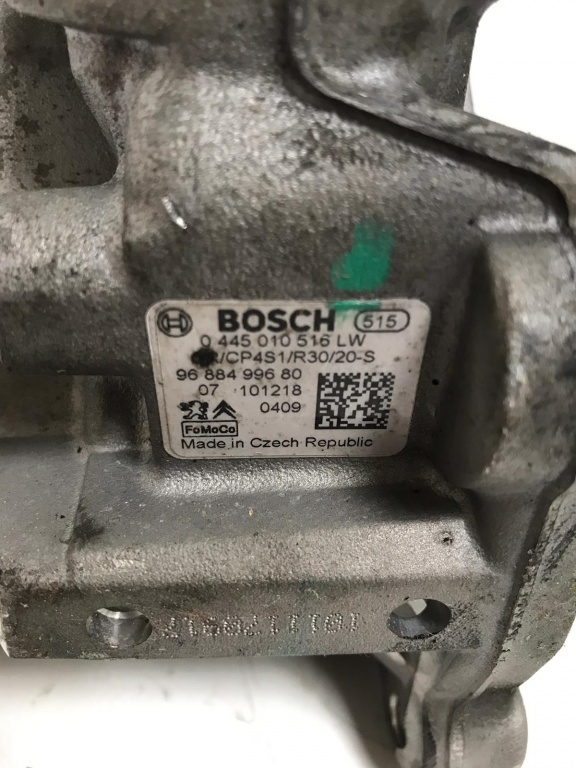 BOSCH 515
0 445 010 516 LW
/CP4S1/R30/20-S
96 884 996 80
07 101218
0409
FoMoCo
Made in Czech Republic